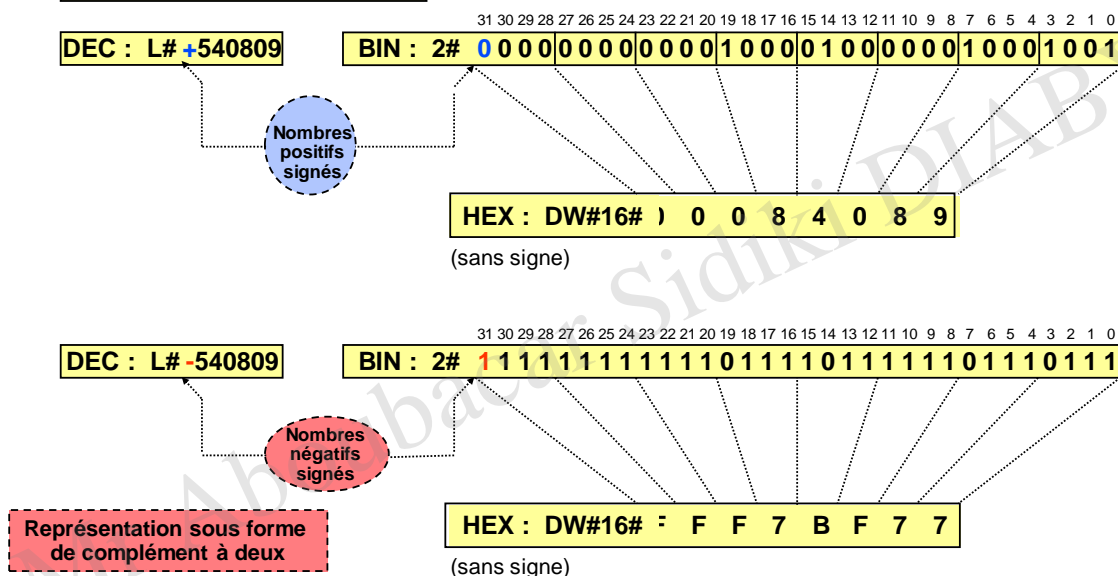 31 30 29 28 27 26 25 24 23 22 21 20 19 18 17 16 15 14 13 12 11 10 9 8 7 6 5 4 3 2 1 0
DEC : L# +540809
BIN : 2# 0 0 0 0 0 0 0 0 0 0 0 0 1 0 0 0 0 1 0 0 0 0 0 0 1 0 0 0 1 0 0 1
Nombres
positifs
signés
HEX : DW#16# 0 0 8 4 0 8 9
(sans signe)
31 30 29 28 27 26 25 24 23 22 21 20 19 18 17 16 15 14 13 12 11 10 9 8 7 6 5 4 3 2 1 0
DEC : L# -540809
BIN : 2# 1 1 1 1 1 1 1 1 1 1 1 1 0 1 1 1 1 0 1 1 1 1 1 1 0 1 1 1 0 1 1 1
Nombres
négatifs
signés
Représentation sous forme
de complément à deux
HEX : DW#16# F F 7 B F 7 7
(sans signe)
Mr Aboubacar Sidiki DIAB